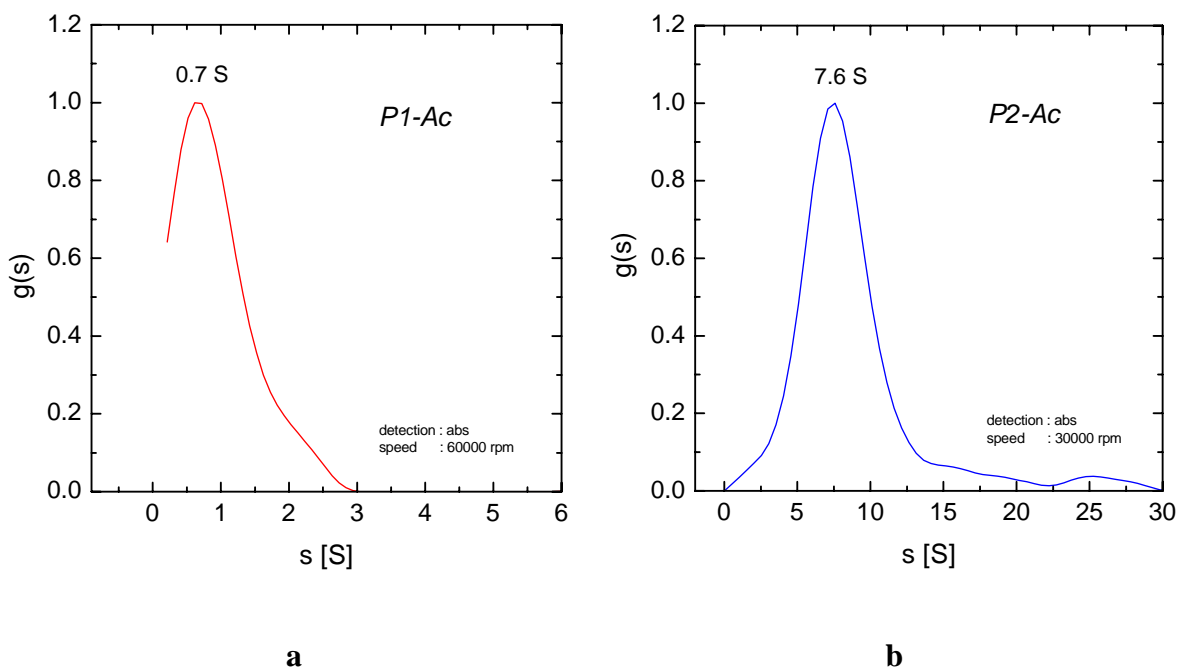 1.2
1.0
0.8
0.6
0.4
0.2
0.0
g(s)
0.7 S
P1-Ac
detection : abs
speed : 60000 rpm
0 1 2 3 4 5 6
s [S]
a
1.2
1.0
0.8
0.6
0.4
0.2
0.0
g(s)
7.6 S
P2-Ac
detection : abs
speed : 30000 rpm
0 5 10 15 20 25 30
s [S]
b